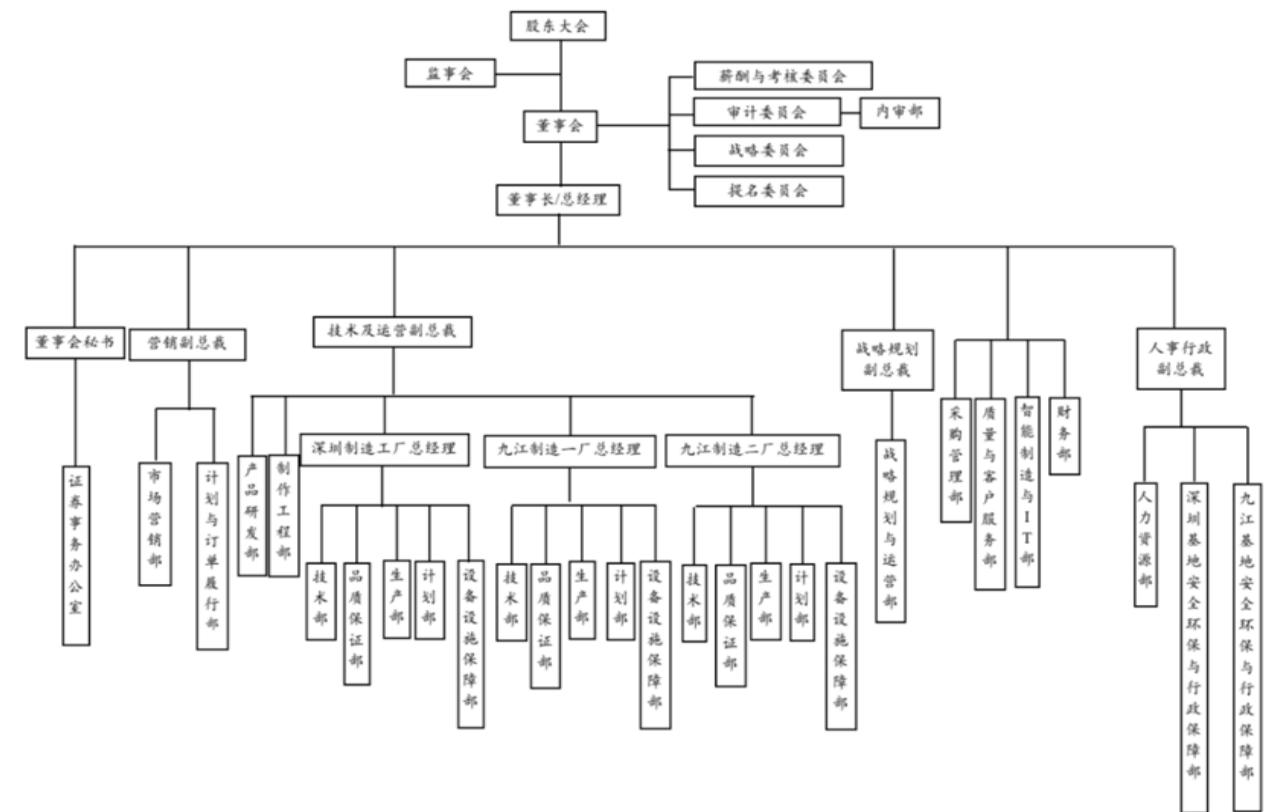 股东大会
监事会
薪酬与考核委员会
审计委员会
内审部
董事会
战略委员会
提名委员会
董事长/总经理
董事会秘书
营销副总裁
技术及运营副总裁
战略规划
副总裁
人事行政
副总裁
证券事务办公室
市场营销部
计划与订单履行部
产品研发部
制作工程部
深圳制造工厂总经理
九江制造一厂总经理
九江制造二厂总经理
技术部
品质保证部
生产部
计划部
设备设施保障部
技术部
品质保证部
生产部
计划部
设备设施保障部
技术部
品质保证部
生产部
计划部
设备设施保障部
战略规划与运营部
采购管理部
质量与客户服务部
智能制造与IT部
财务部
人力资源部
深圳基地安全环保与行政保障部
九江基地安全环保与行政保障部